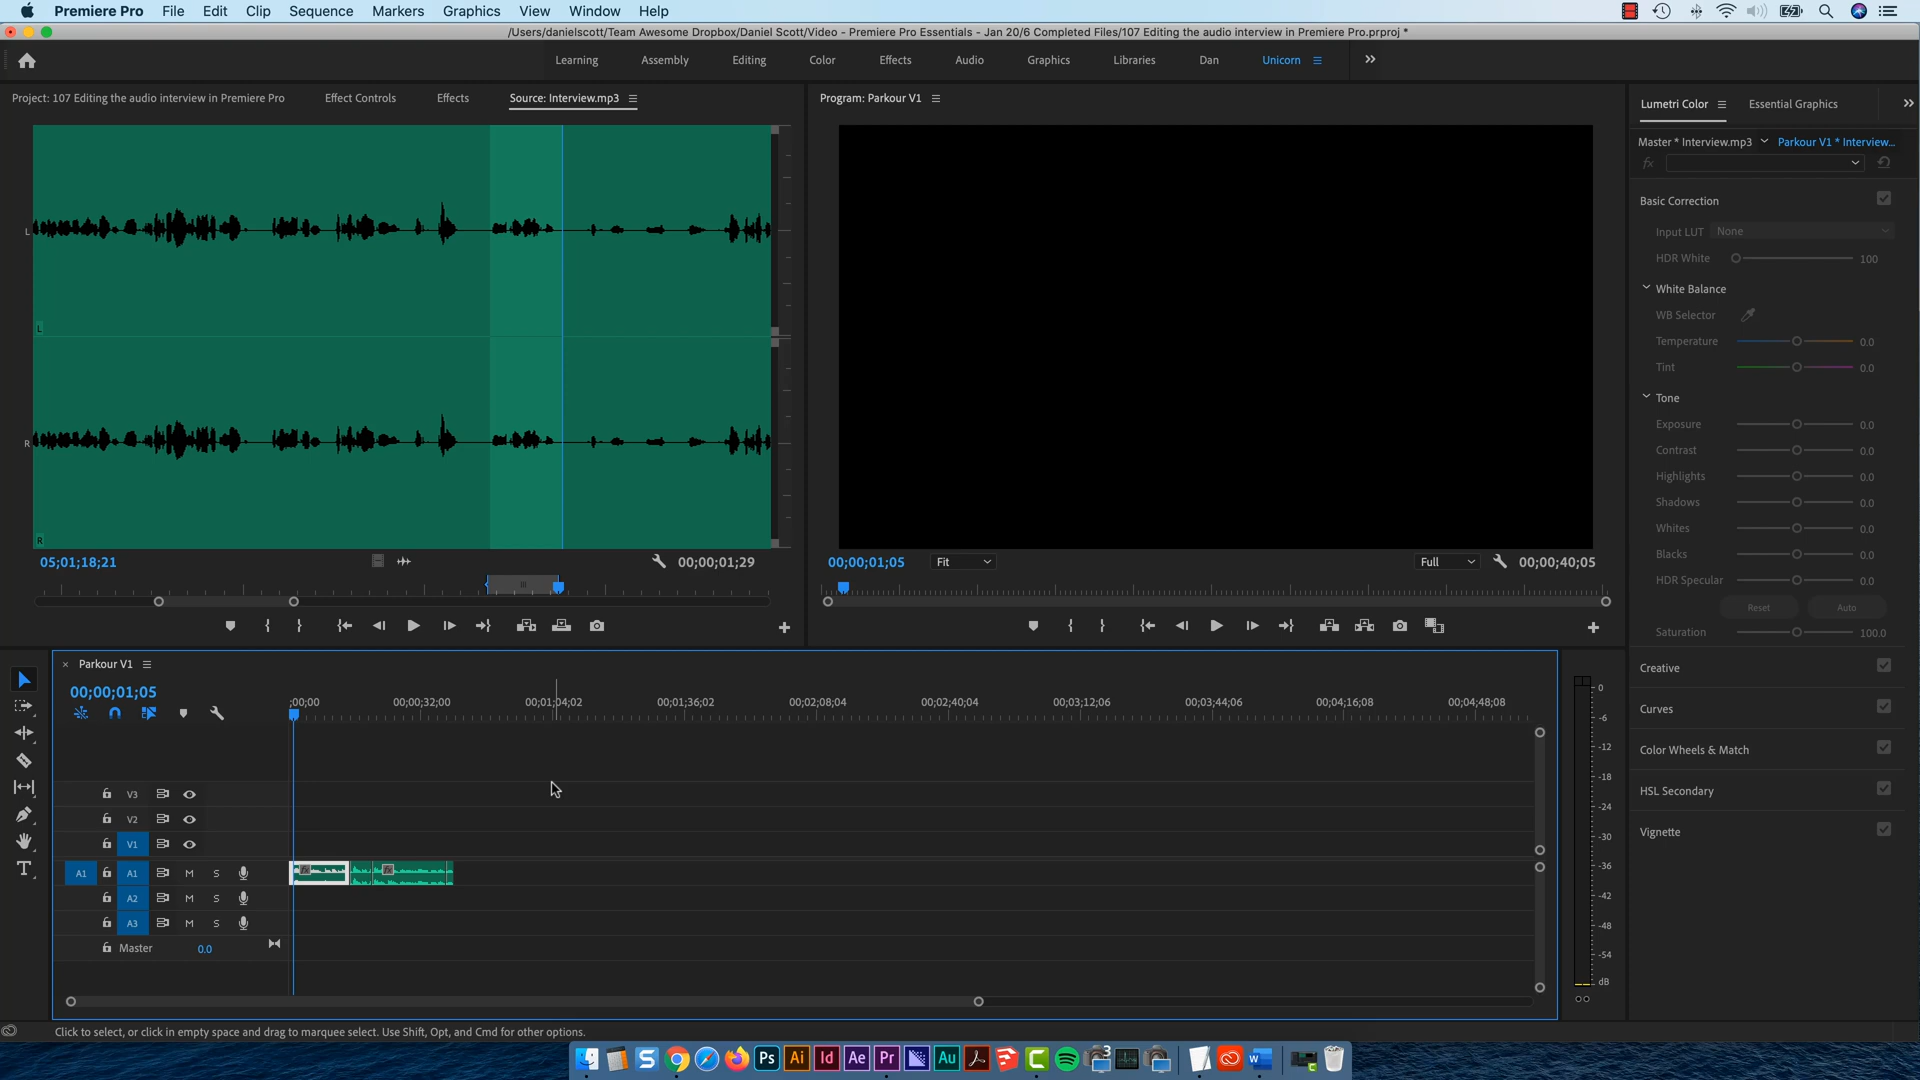 Premiere Pro File Edit Clip Sequence Markers Graphics View Window Help
/Users/danielscott/Team Awesome Dropbox/Daniel Scott/Video - Premiere Pro Essentials - Jan 20/6 Completed Files/107 Editing the audio interview in Premiere Pro.prproj *
Learning Assembly Editing Color Effects Audio Graphics Libraries Dan Unicorn
Project: 107 Editing the audio interview in Premiere Pro Effect Controls Effects Source: Interview.mp3
Program: Parkour V1
Lumetri Color Essential Graphics
Master * Interview.mp3 Parkour V1 * Interview...
fx
Basic Correction
Input LUT None
HDR White 100
White Balance
WB Selector
Temperature 0.0
Tint 0.0
Tone
Exposure 0.0
Contrast 0.0
Highlights 0.0
Shadows 0.0
Whites 0.0
Blacks 0.0
HDR Specular 0.0
Reset Auto
Saturation 100.0
Creative
Curves
Color Wheels & Match
HSL Secondary
Vignette
L
L
R
R
05;01;18;21 00;00;01;29
00;00;01;05 Fit Full 00;00;40;05
Parkour V1
00;00;01;05
;00;00 00;00;32;00 00;01;04;02 00;01;36;02 00;02;08;04 00;02;40;04 00;03;12;06 00;03;44;06 00;04;16;08 00;04;48;08
V3
V2
V1
A1 A1 M S
A2 M S
A3 M S
Master 0.0
0
-6
-12
-18
-24
-30
-36
-42
-48
-54
dB
Click to select, or click in empty space and drag to marquee select. Use Shift, Opt, and Cmd for other options.
Ps Ai Id Ae Pr Au 3 W